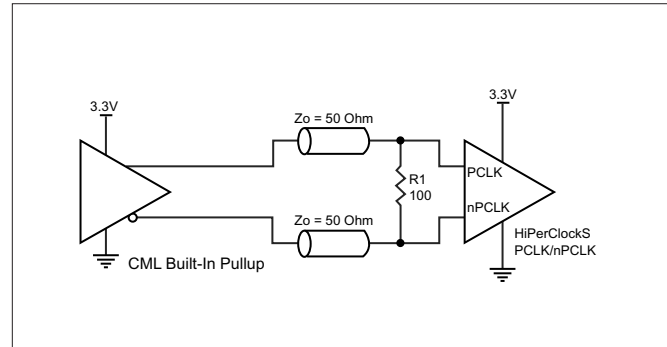 3.3V
3.3V
Zo = 50 Ohm
PCLK
R1
100
nPCLK
Zo = 50 Ohm
HiPerClockS
PCLK/nPCLK
CML Built-In Pullup